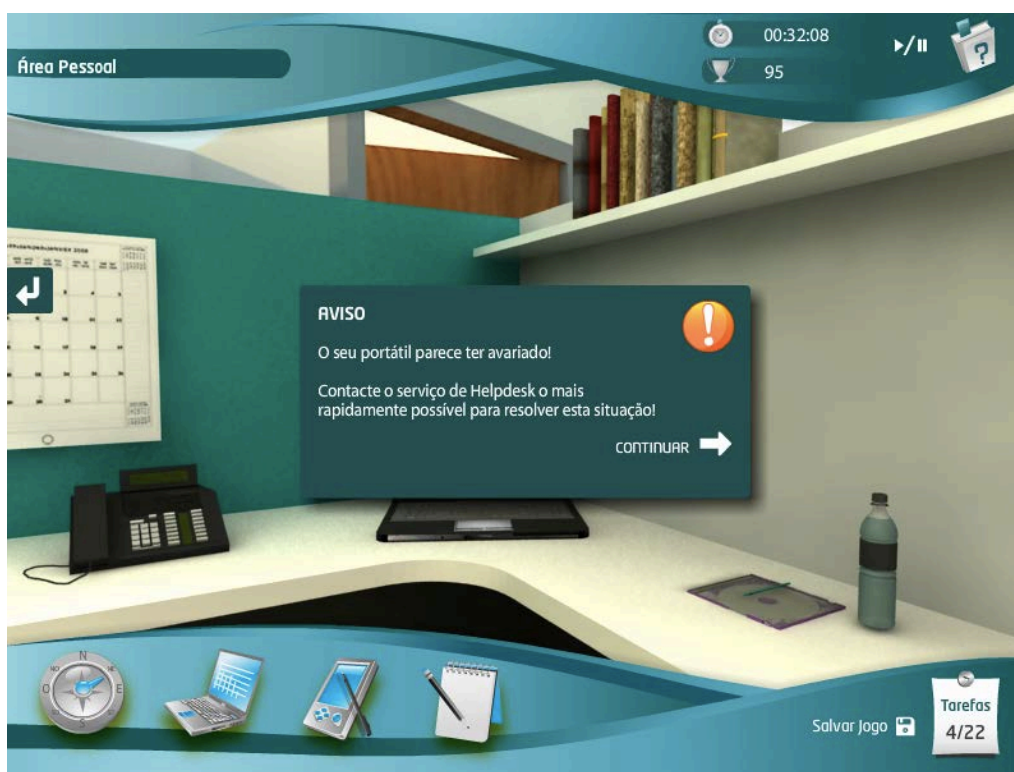 00:32:08
Área Pessoal
95
?
AVISO
O seu portátil parece ter avariado!
Contacte o serviço de Helpdesk o mais
rapidamente possível para resolver esta situação!
CONTINUAR
N
O
E
S
Tarefas
Salvar Jogo
4/22